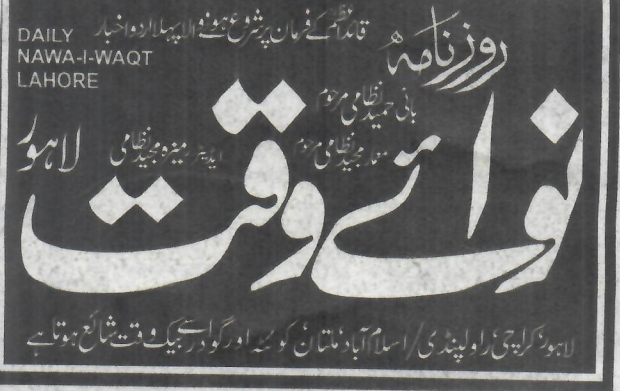 قائداعظمؒ کے فرمان پر شروع ہونے والا پہلا اردو اخبار
DAILY
NAWA-I-WAQT
LAHORE
روزنامہ
نوائے وقت
لاہور
بانی حمید نظامی مرحوم
معمار مجید نظامی مرحوم
ایڈیٹر رمیزہ مجید نظامی
لاہور، کراچی، راولپنڈی/اسلام آباد، ملتان، کوئٹہ اور گوادر سے بیک وقت شائع ہوتا ہے